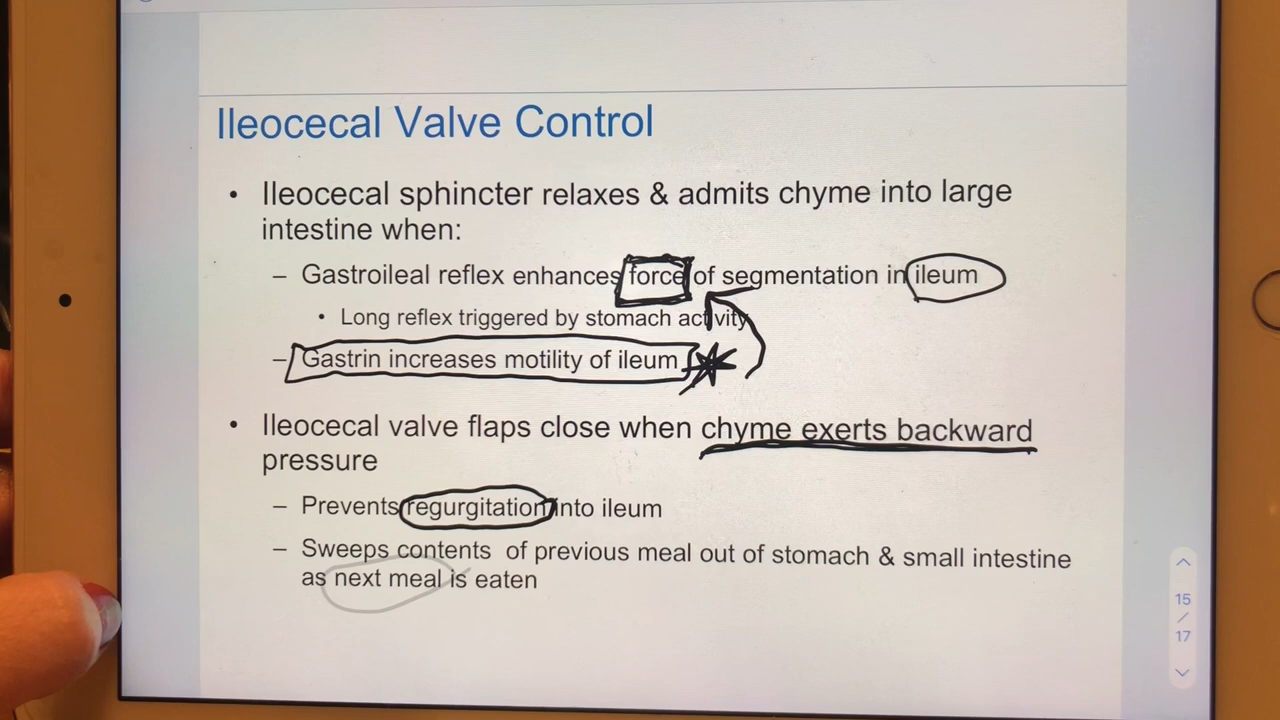 Ileocecal Valve Control
• Ileocecal sphincter relaxes & admits chyme into large
intestine when:
– Gastroileal reflex enhances force of segmentation in ileum
• Long reflex triggered by stomach activity
– Gastrin increases motility of ileum
• Ileocecal valve flaps close when chyme exerts backward
pressure
– Prevents regurgitation into ileum
– Sweeps contents of previous meal out of stomach & small intestine
as next meal is eaten
15
/
17